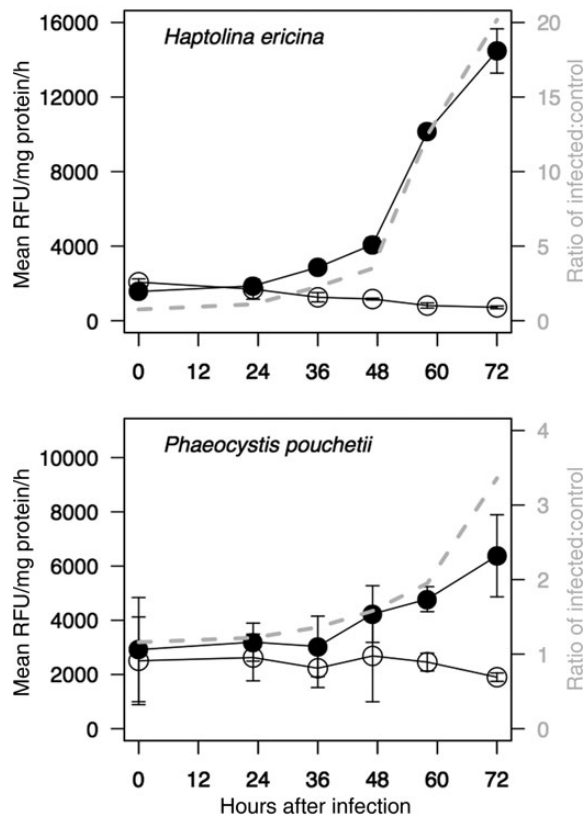 Haptolina ericina
Mean RFU/mg protein/h
16000
12000
8000
4000
0
Ratio of infected:control
20
15
10
5
0
0 12 24 36 48 60 72
Phaeocystis pouchetii
Mean RFU/mg protein/h
10000
8000
6000
4000
2000
0
Ratio of infected:control
4
3
2
1
0
0 12 24 36 48 60 72
Hours after infection